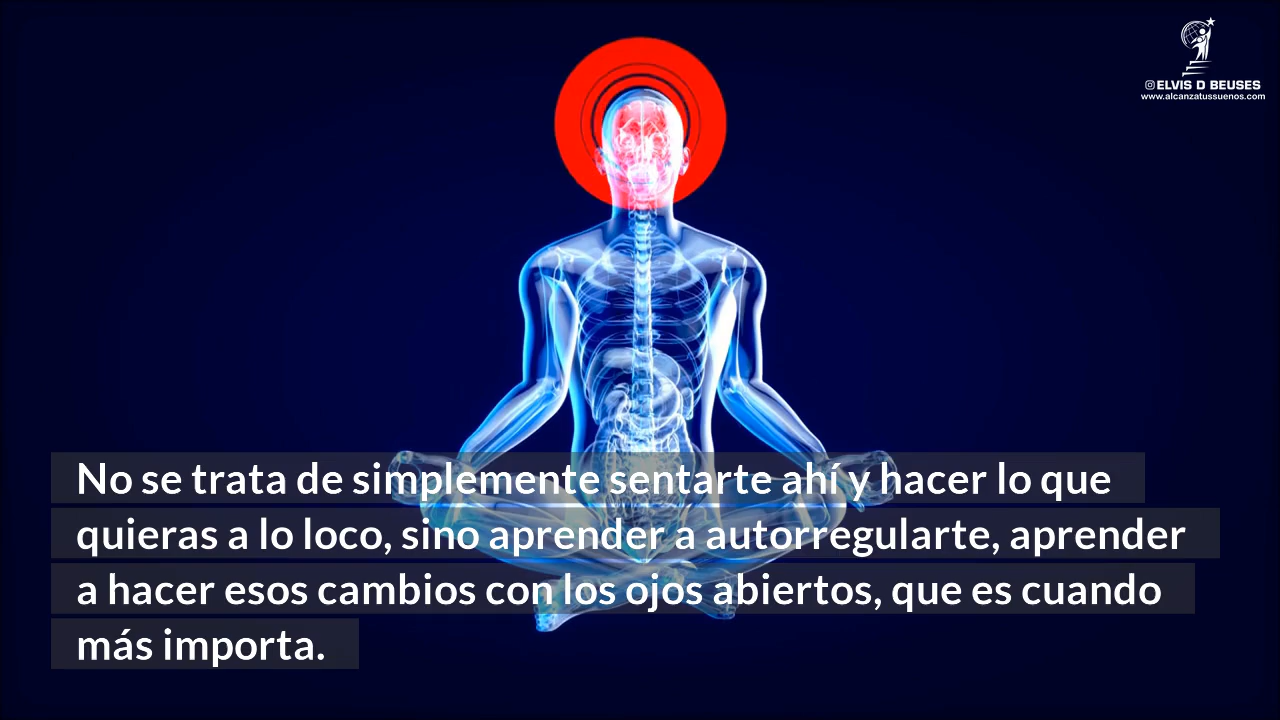 ELVIS D BEUSES
www.alcanzatussuenos.com
No se trata de simplemente sentarte ahí y hacer lo que
quieras a lo loco, sino aprender a autorregularte, aprender
a hacer esos cambios con los ojos abiertos, que es cuando
más importa.